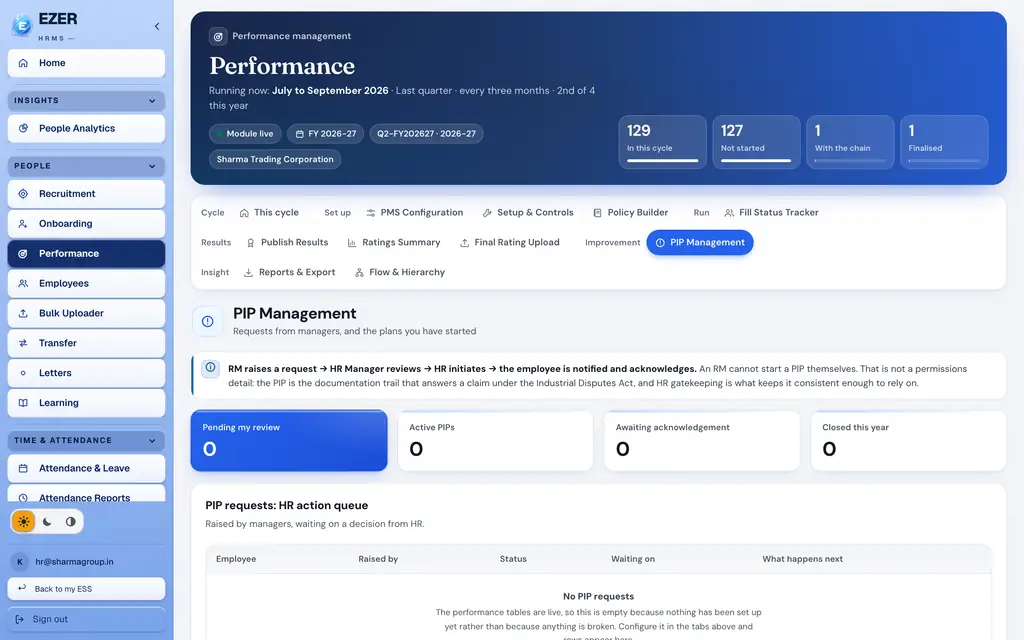 EZER
HRMS —
Home
INSIGHTS
People Analytics
PEOPLE
Recruitment
Onboarding
Performance
Employees
Bulk Uploader
Transfer
Letters
Learning
TIME & ATTENDANCE
Attendance & Leave
Attendance Reports
K hr@sharmagroup.in
Back to my ESS
Sign out
Performance management
Performance
Running now: July to September 2026 · Last quarter · every three months · 2nd of 4
this year
Module live FY 2026-27 Q2-FY202627 · 2026-27
Sharma Trading Corporation
129 In this cycle
127 Not started
1 With the chain
1 Finalised
Cycle This cycle Set up PMS Configuration Setup & Controls Policy Builder Run Fill Status Tracker
Results Publish Results Ratings Summary Final Rating Upload Improvement PIP Management
Insight Reports & Export Flow & Hierarchy
PIP Management
Requests from managers, and the plans you have started
RM raises a request → HR Manager reviews → HR initiates → the employee is notified and acknowledges. An RM cannot start a PIP themselves. That is not a permissions
detail: the PIP is the documentation trail that answers a claim under the Industrial Disputes Act, and HR gatekeeping is what keeps it consistent enough to rely on.
Pending my review Active PIPs Awaiting acknowledgement Closed this year
0 0 0 0
PIP requests: HR action queue
Raised by managers, waiting on a decision from HR.
Employee Raised by Status Waiting on What happens next
No PIP requests
The performance tables are live, so this is empty because nothing has been set up
yet rather than because anything is broken. Configure it in the tabs above and
rows appear here.